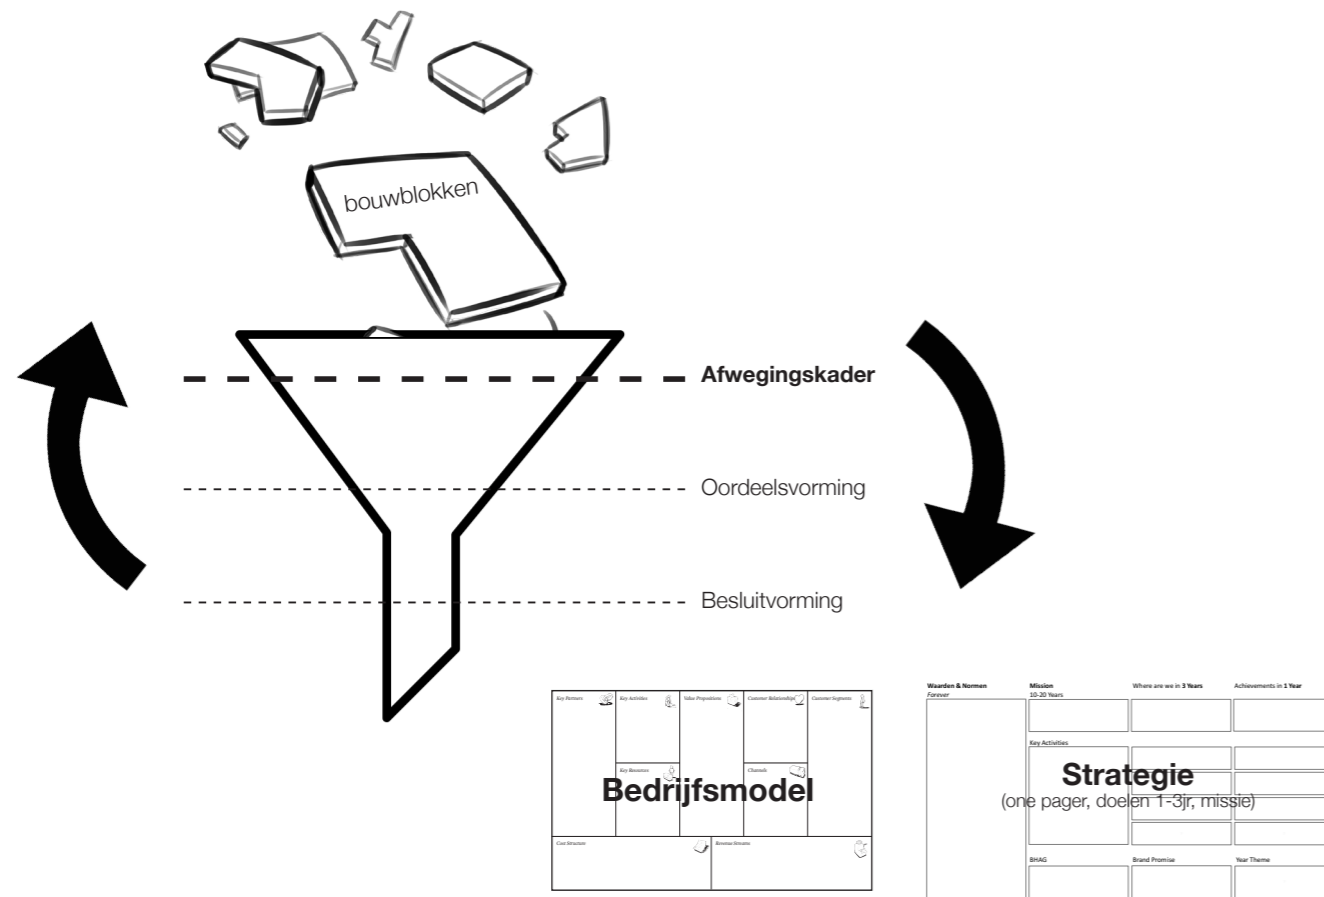 bouwblokken
Afwegingskader
Oordeelsvorming
Besluitvorming
Key Partners
Key Activities
Value Propositions
Customer Relationships
Customer Segments
Key Resources
Channels
Bedrijfsmodel
Cost Structure
Revenue Streams
Waarden & Normen
Forever
Mission
10-20 Years
Where are we in 3 Years
Achievements in 1 Year
Key Activities
Strategie
(one pager, doelen 1-3jr, missie)
BHAG
Brand Promise
Year Theme